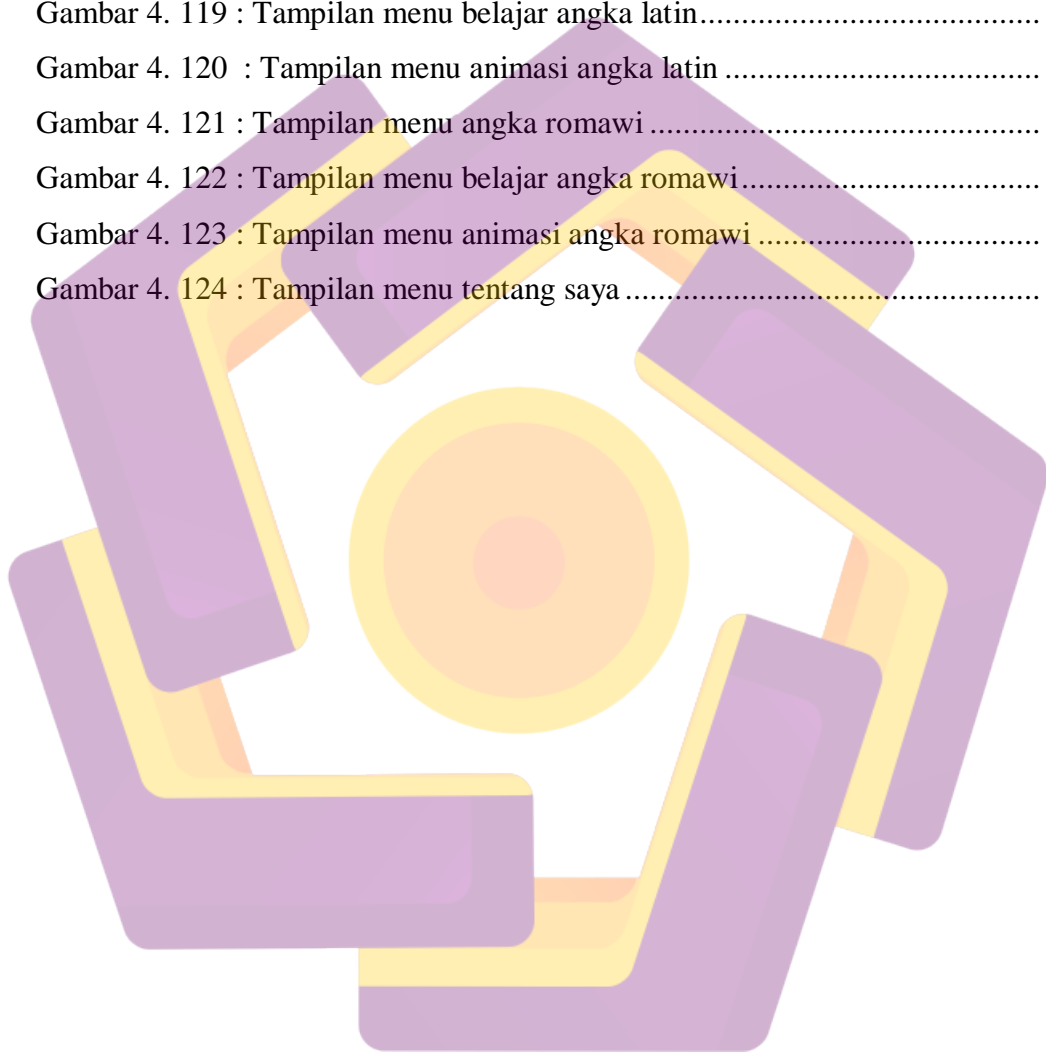 Gambar 4. 119 : Tampilan menu belajar angka latin........................................
Gambar 4. 120  : Tampilan menu animasi angka latin .....................................
Gambar 4. 121 : Tampilan menu angka romawi ..............................................
Gambar 4. 122 : Tampilan menu belajar angka romawi...................................
Gambar 4. 123 : Tampilan menu animasi angka romawi .................................
Gambar 4. 124 : Tampilan menu tentang saya .................................................